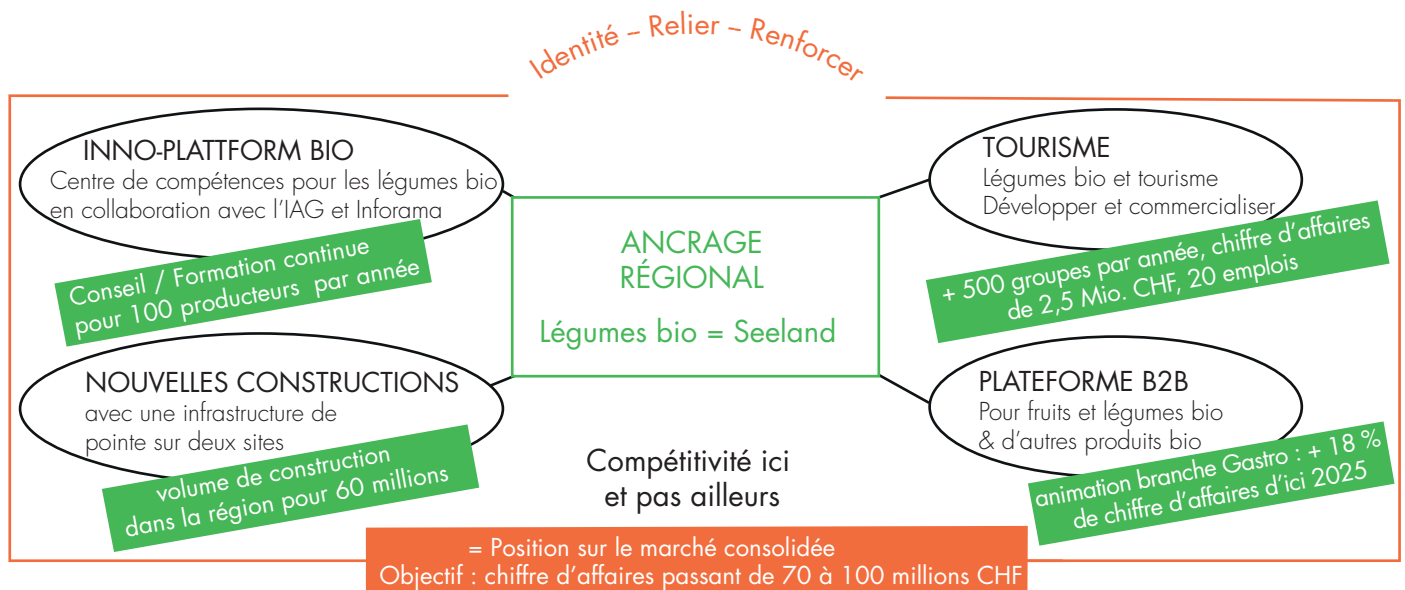 Identité – Relier – Renforcer
INNO-PLATTFORM BIO
Centre de compétences pour les légumes bio
en collaboration avec l’IAG et Inforama
Conseil / Formation continue
pour 100 producteurs par année
TOURISME
Légumes bio et tourisme
Développer et commercialiser
+ 500 groupes par année, chiffre d’affaires
de 2,5 Mio. CHF, 20 emplois
ANCRAGE
RÉGIONAL
Légumes bio = Seeland
NOUVELLES CONSTRUCTIONS
avec une infrastructure de
pointe sur deux sites
volume de construction
dans la région pour 60 millions
PLATEFORME B2B
Pour fruits et légumes bio
& d’autres produits bio
animation branche Gastro : + 18 %
de chiffre d’affaires d’ici 2025
Compétitivité ici
et pas ailleurs
= Position sur le marché consolidée
Objectif : chiffre d’affaires passant de 70 à 100 millions CHF